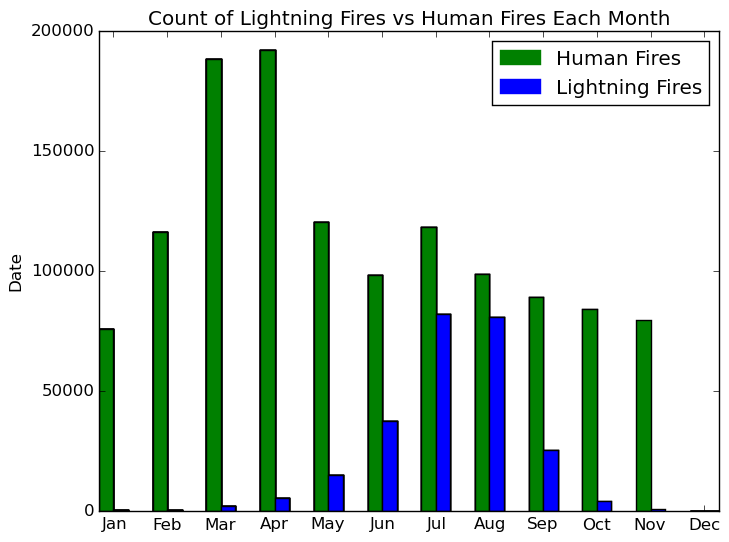 Count of Lightning Fires vs Human Fires Each Month
200000
150000
100000
50000
0
Date
Human Fires
Lightning Fires
Jan Feb Mar Apr May Jun Jul Aug Sep Oct Nov Dec